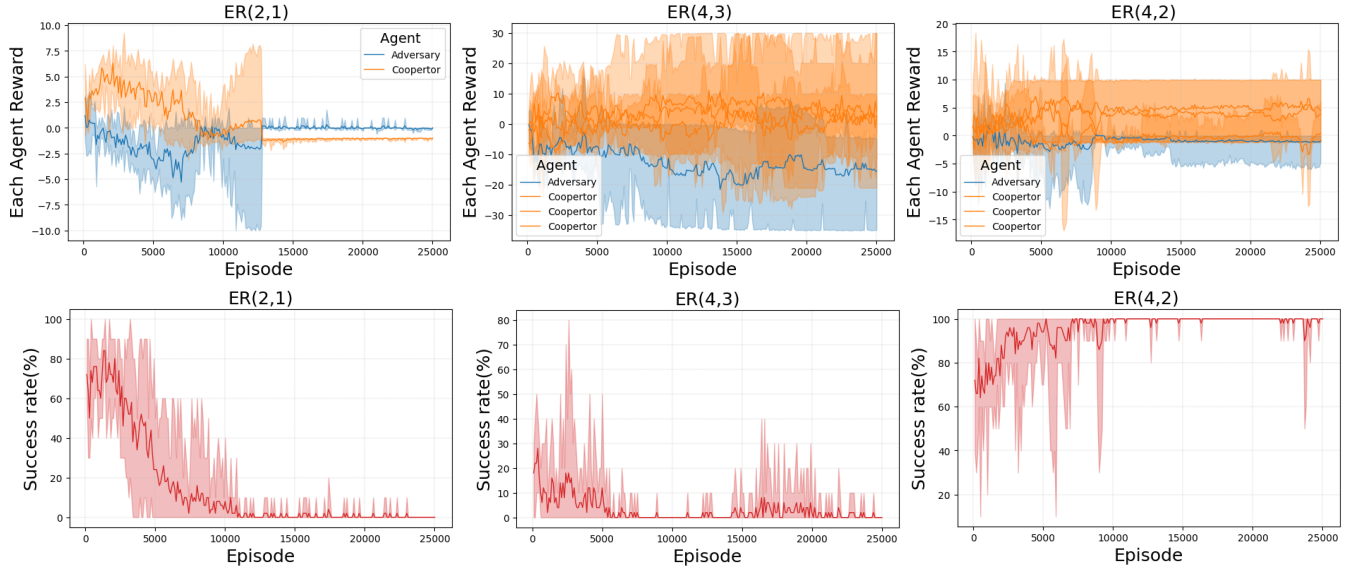 ER(2,1)
Each Agent Reward
10.0
7.5
5.0
2.5
0.0
−2.5
−5.0
−7.5
−10.0
Agent
Adversary
Coopertor
0
5000
10000
15000
20000
25000
Episode
ER(4,3)
Each Agent Reward
30
20
10
0
−10
−20
−30
Agent
Adversary
Coopertor
Coopertor
Coopertor
0
5000
10000
15000
20000
25000
Episode
ER(4,2)
Each Agent Reward
20
15
10
5
0
−5
−10
−15
Agent
Adversary
Coopertor
Coopertor
Coopertor
0
5000
10000
15000
20000
25000
Episode
ER(2,1)
Success rate(%)
100
80
60
40
20
0
0
5000
10000
15000
20000
25000
Episode
ER(4,3)
Success rate(%)
80
70
60
50
40
30
20
10
0
0
5000
10000
15000
20000
25000
Episode
ER(4,2)
Success rate(%)
100
80
60
40
20
0
5000
10000
15000
20000
25000
Episode